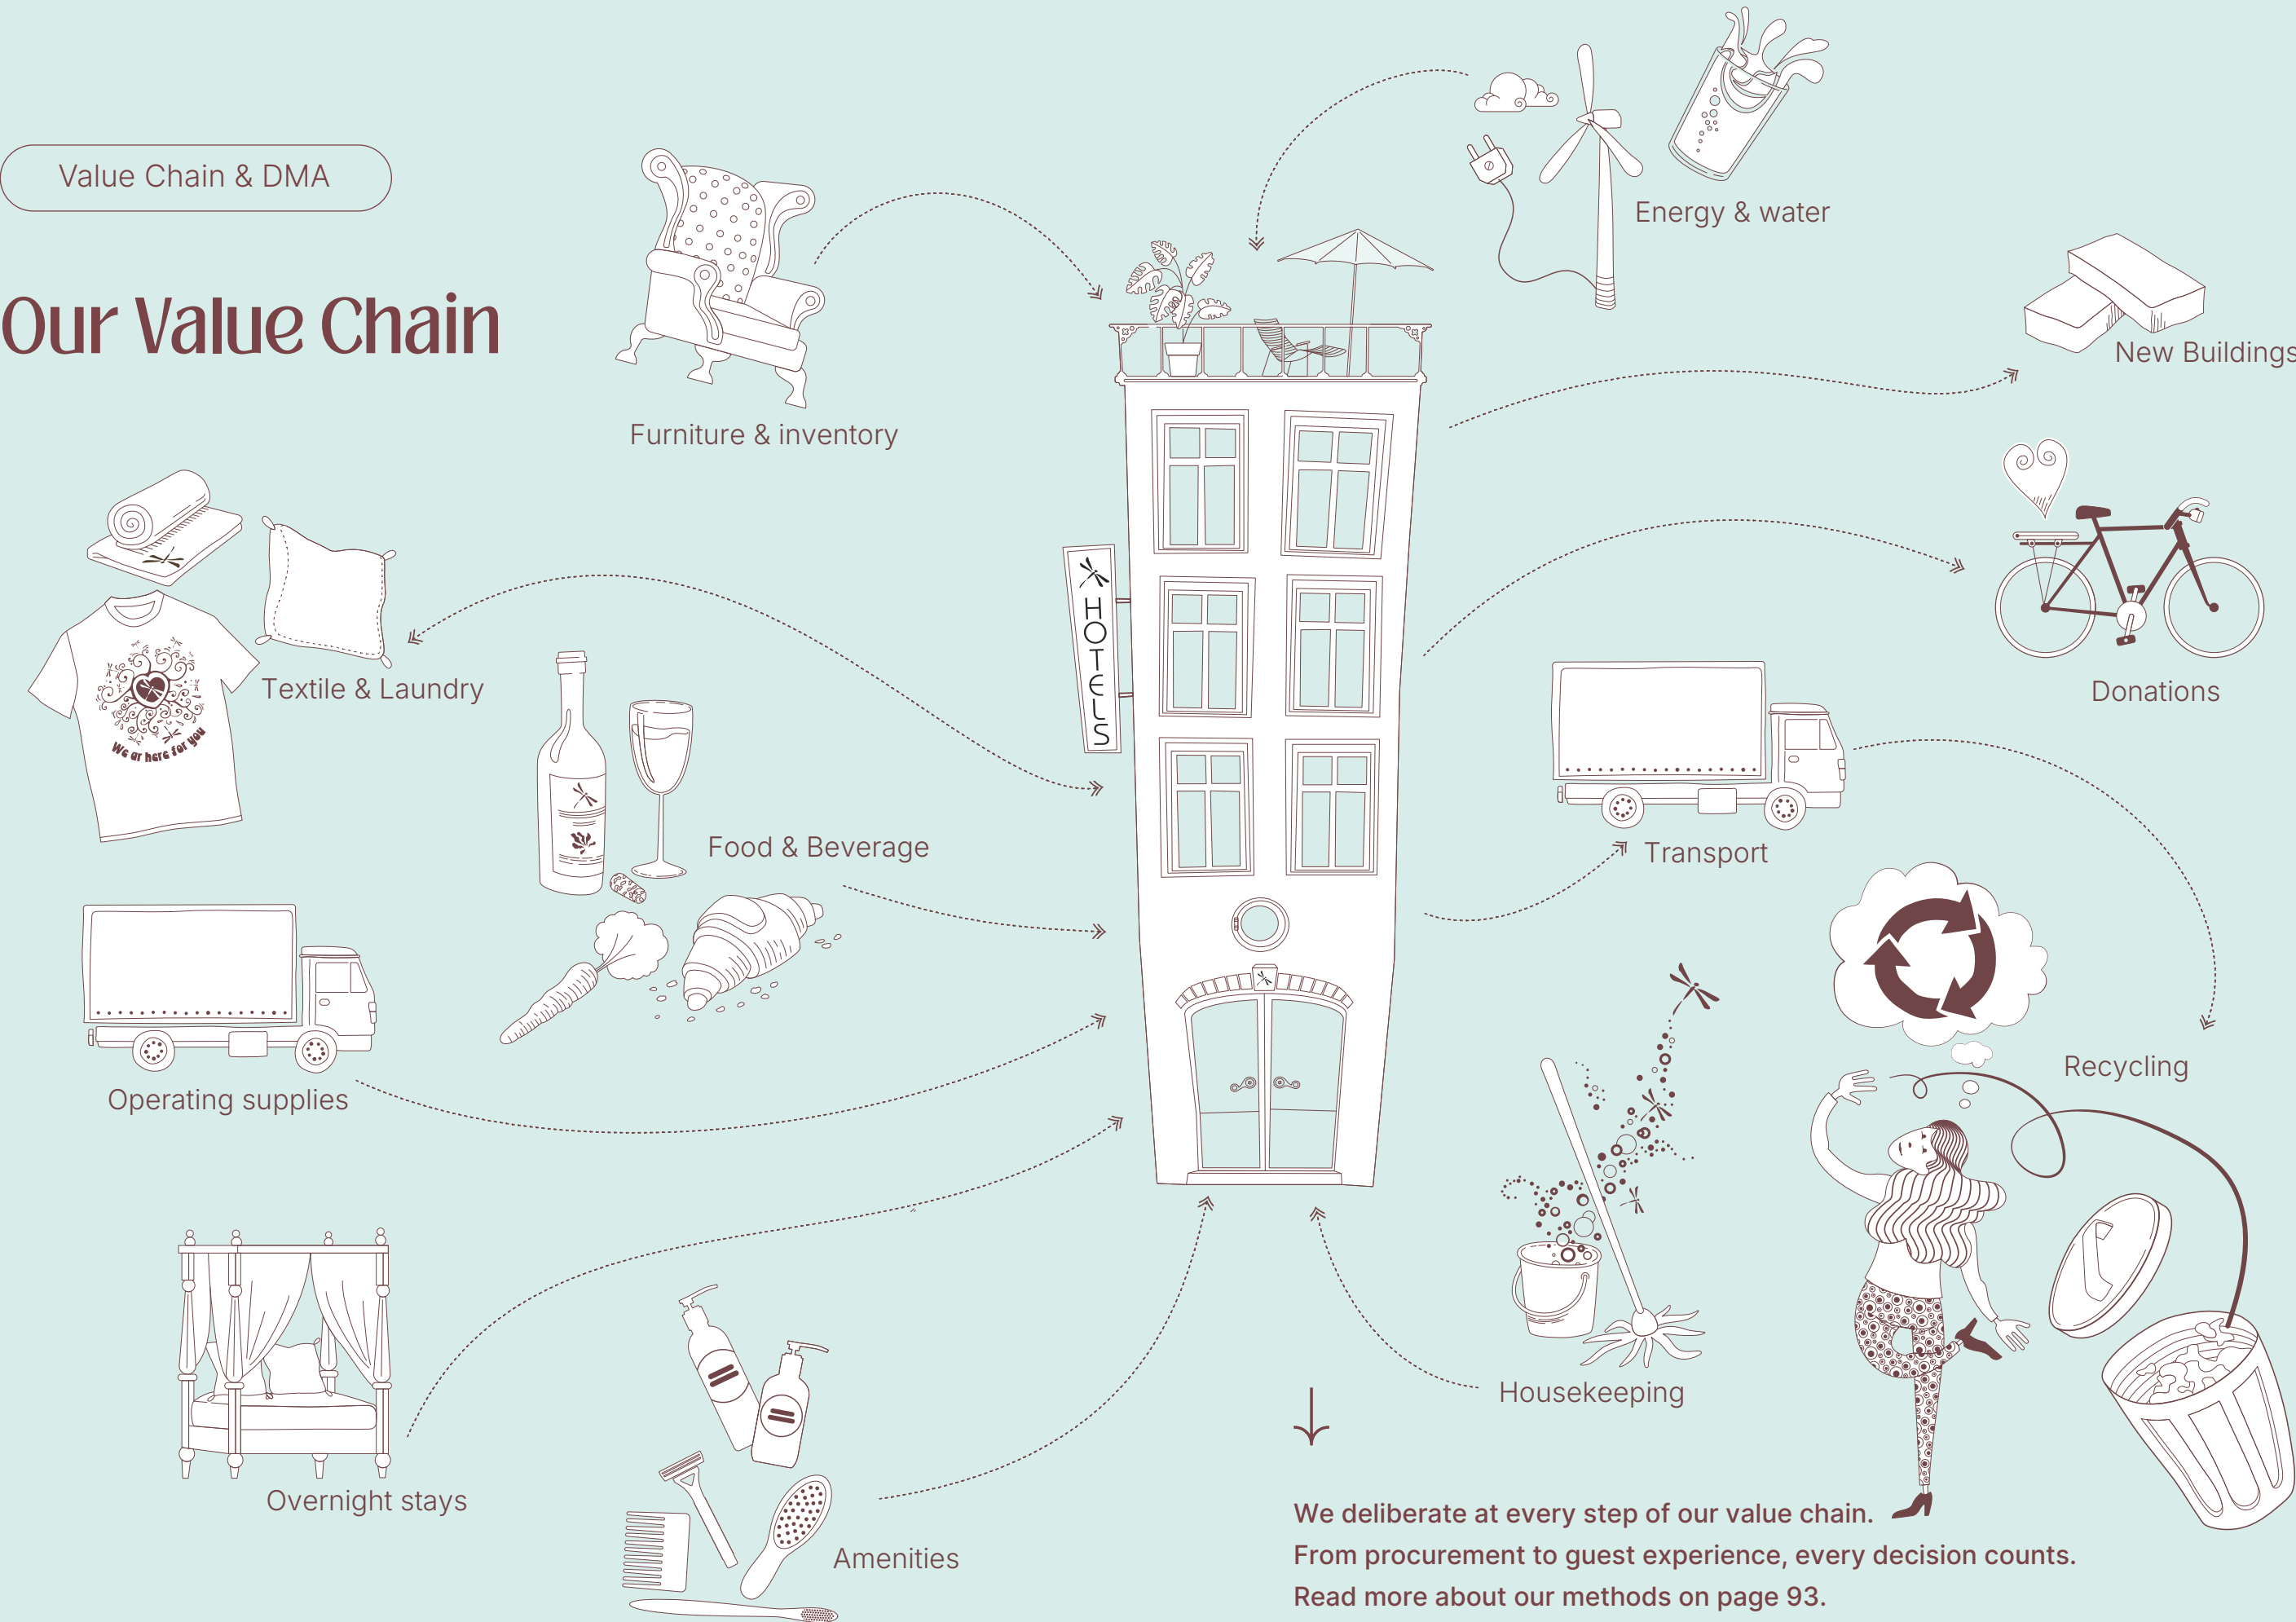 Value Chain & DMA
Our Value Chain
Energy & water
New Buildings
Furniture & inventory
Textile & Laundry
We ar here for you
HOTELS
Donations
Food & Beverage
Transport
Operating supplies
Recycling
Housekeeping
Overnight stays
Amenities
We deliberate at every step of our value chain.
From procurement to guest experience, every decision counts.
Read more about our methods on page 93.